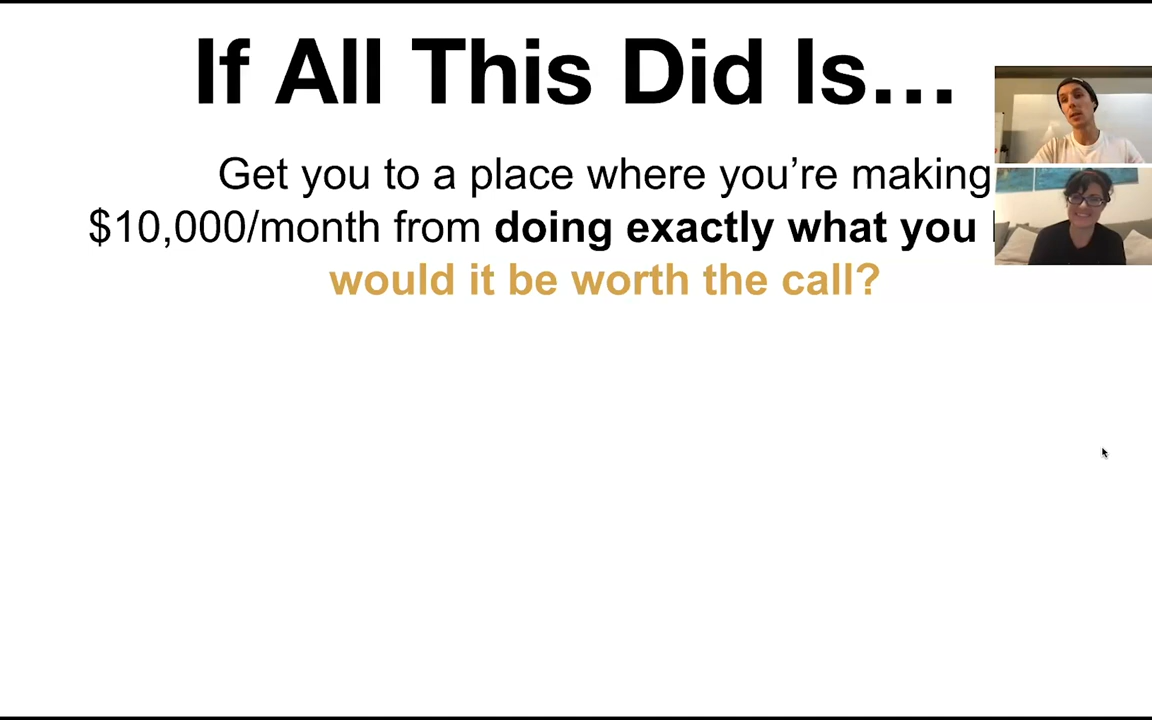 If All This Did Is…
Get you to a place where you’re making
$10,000/month from doing exactly what you
would it be worth the call?